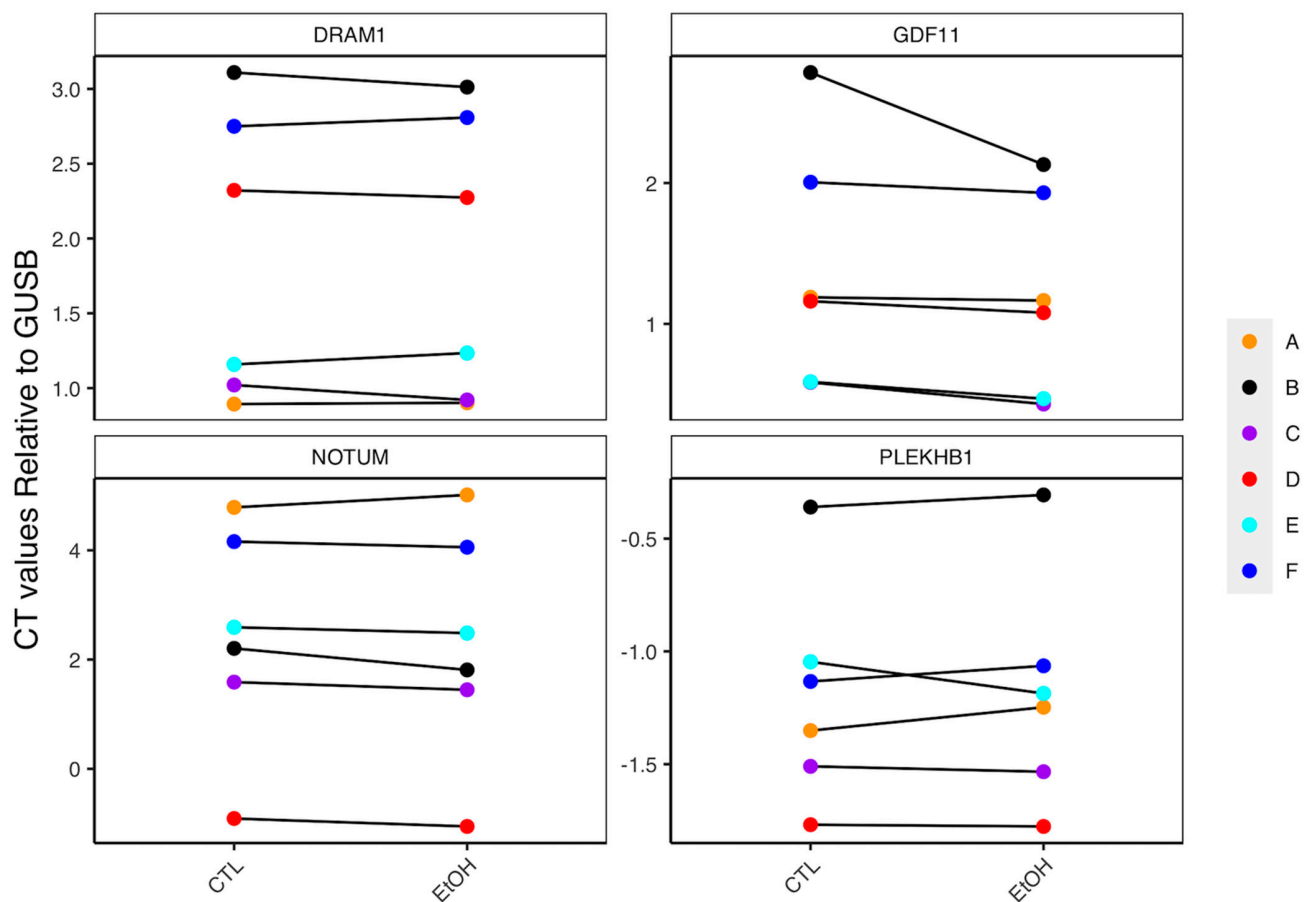 DRAM1
GDF11
3.0
2.5
2.0
1.5
1.0
2
1
CT values Relative to GUSB
NOTUM
PLEKHB1
4
2
0
-0.5
-1.0
-1.5
CTL
EtOH
CTL
EtOH
A
B
C
D
E
F